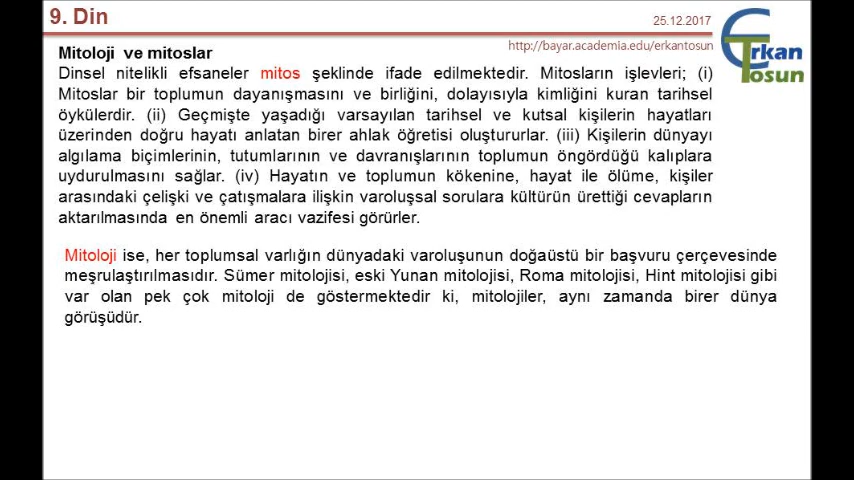 9. Din
25.12.2017
http://bayar.academia.edu/erkantosun
Erkan
Tosun
Mitoloji ve mitoslar
Dinsel nitelikli efsaneler mitos şeklinde ifade edilmektedir. Mitosların işlevleri; (i)
Mitoslar bir toplumun dayanışmasını ve birliğini, dolayısıyla kimliğini kuran tarihsel
öykülerdir. (ii) Geçmişte yaşadığı varsayılan tarihsel ve kutsal kişilerin hayatları
üzerinden doğru hayatı anlatan birer ahlak öğretisi oluştururlar. (iii) Kişilerin dünyayı
algılama biçimlerinin, tutumlarının ve davranışlarının toplumun öngördüğü kalıplara
uydurulmasını sağlar. (iv) Hayatın ve toplumun kökenine, hayat ile ölüme, kişiler
arasındaki çelişki ve çatışmalara ilişkin varoluşsal sorulara kültürün ürettiği cevapların
aktarılmasında en önemli aracı vazifesi görürler.
Mitoloji ise, her toplumsal varlığın dünyadaki varoluşunun doğaüstü bir başvuru çerçevesinde
meşrulaştırılmasıdır. Sümer mitolojisi, eski Yunan mitolojisi, Roma mitolojisi, Hint mitolojisi gibi
var olan pek çok mitoloji de göstermektedir ki, mitolojiler, aynı zamanda birer dünya
görüşüdür.